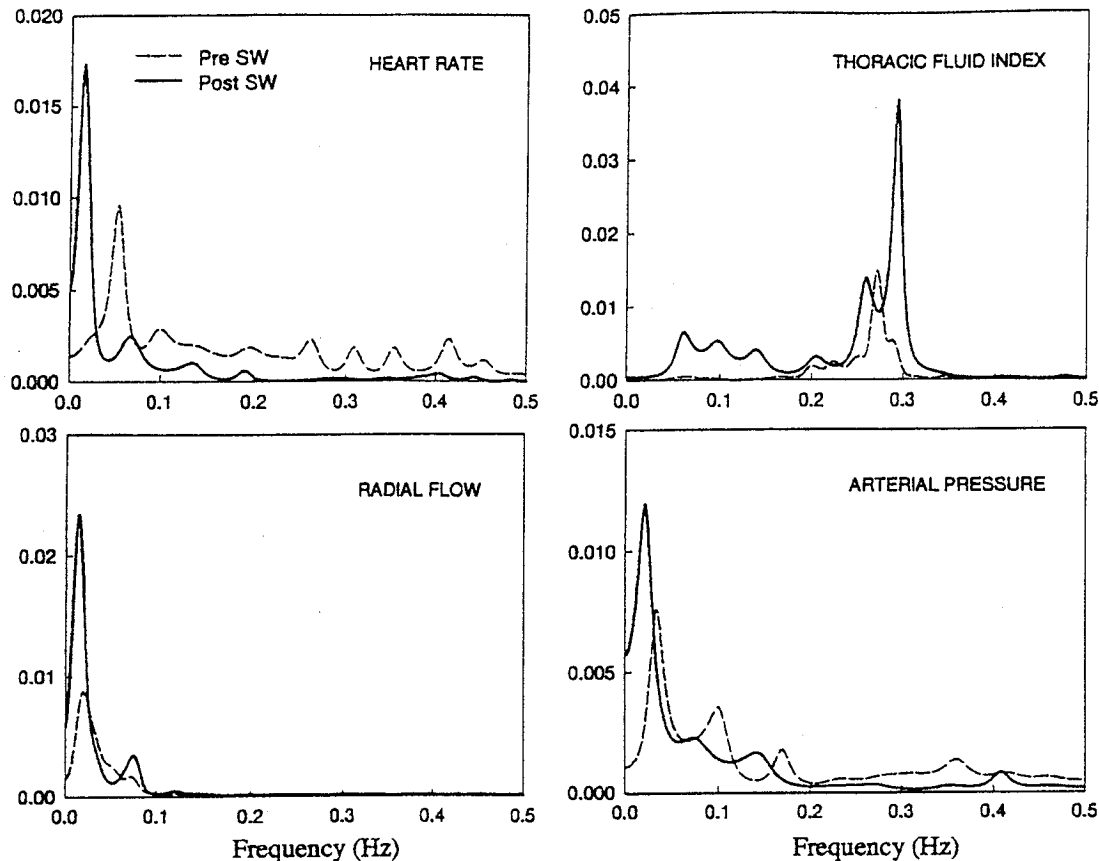 0.020
0.015
0.010
0.005
0.000
Pre SW
Post SW
HEART RATE
0.0 0.1 0.2 0.3 0.4 0.5
0.05
0.04
0.03
0.02
0.01
0.00
THORACIC FLUID INDEX
0.0 0.1 0.2 0.3 0.4 0.5
0.03
0.02
0.01
0.00
RADIAL FLOW
0.0 0.1 0.2 0.3 0.4 0.5
Frequency (Hz)
0.015
0.010
0.005
0.000
ARTERIAL PRESSURE
0.0 0.1 0.2 0.3 0.4 0.5
Frequency (Hz)